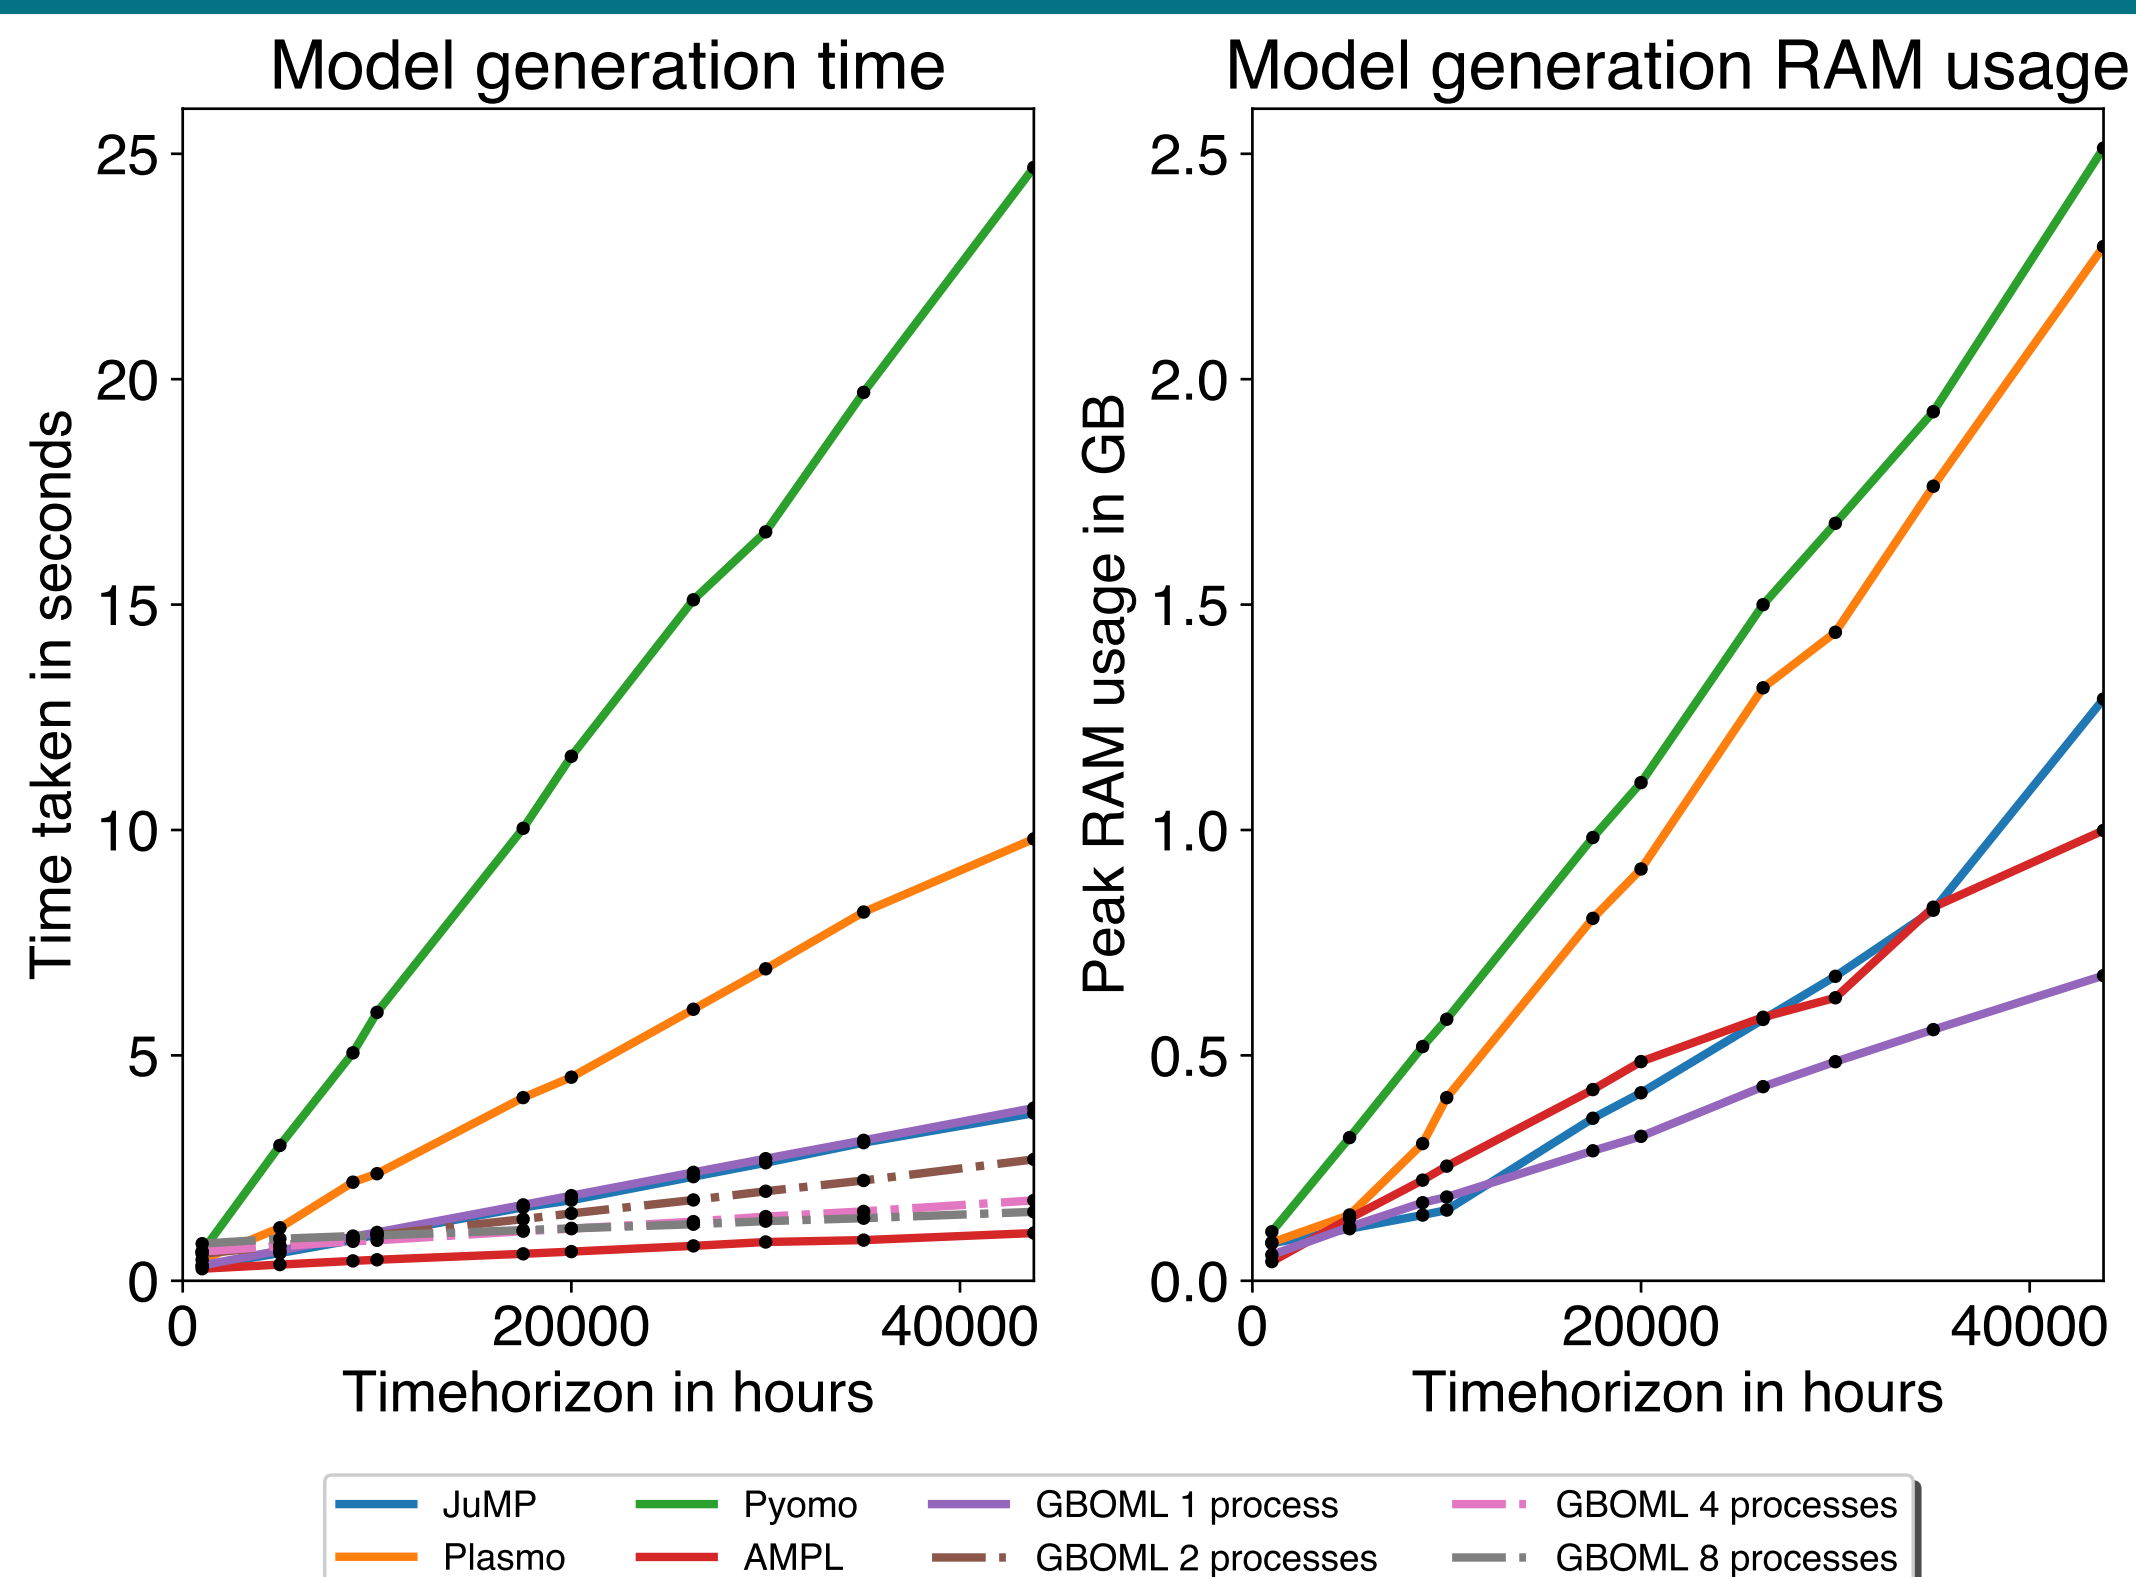 Model generation time
25
20
15
10
5
0
0 20000 40000
Time taken in seconds
Timehorizon in hours
Model generation RAM usage
2.5
2.0
1.5
1.0
0.5
0.0
0 20000 40000
Peak RAM usage in GB
Timehorizon in hours
JuMP Pyomo GBOML 1 process GBOML 4 processes
Plasmo AMPL GBOML 2 processes GBOML 8 processes